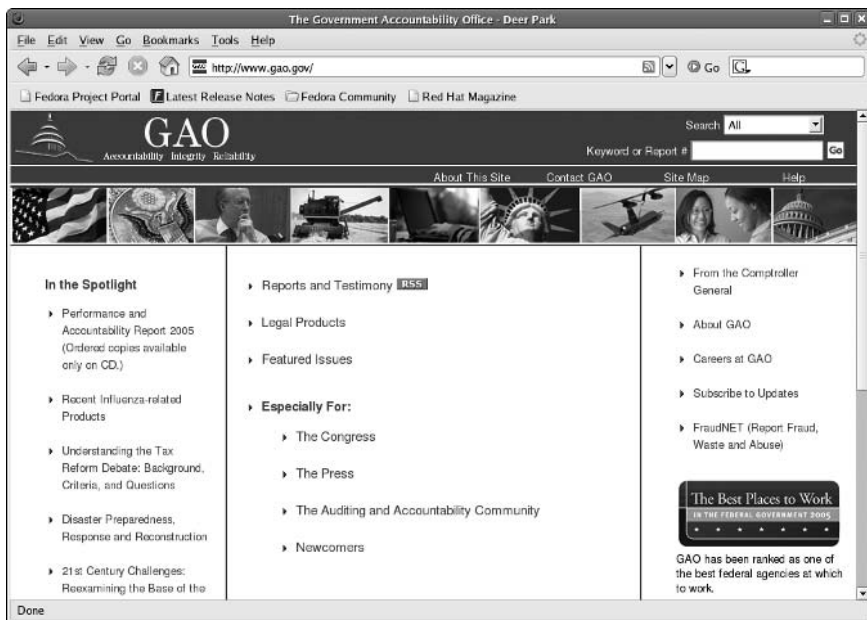 The Government Accountability Office - Deer Park
File Edit View Go Bookmarks Tools Help
http://www.gao.gov/
Go
G
Fedora Project Portal
Latest Release Notes
Fedora Community
Red Hat Magazine
GAO
Accountability Integrity Reliability
Search All
Keyword or Report #
Go
About This Site
Contact GAO
Site Map
Help
In the Spotlight
Performance and
Accountability Report 2005
(Ordered copies available
only on CD.)
Recent Influenza-related
Products
Understanding the Tax
Reform Debate: Background,
Criteria, and Questions
Disaster Preparedness,
Response and Reconstruction
21st Century Challenges:
Reexamining the Base of the
Reports and Testimony RSS
Legal Products
Featured Issues
Especially For:
The Congress
The Press
The Auditing and Accountability Community
Newcomers
From the Comptroller
General
About GAO
Careers at GAO
Subscribe to Updates
FraudNET (Report Fraud,
Waste and Abuse)
The Best Places to Work
IN THE FEDERAL GOVERNMENT 2005
GAO has been ranked as one of
the best federal agencies at which
to work.
Done